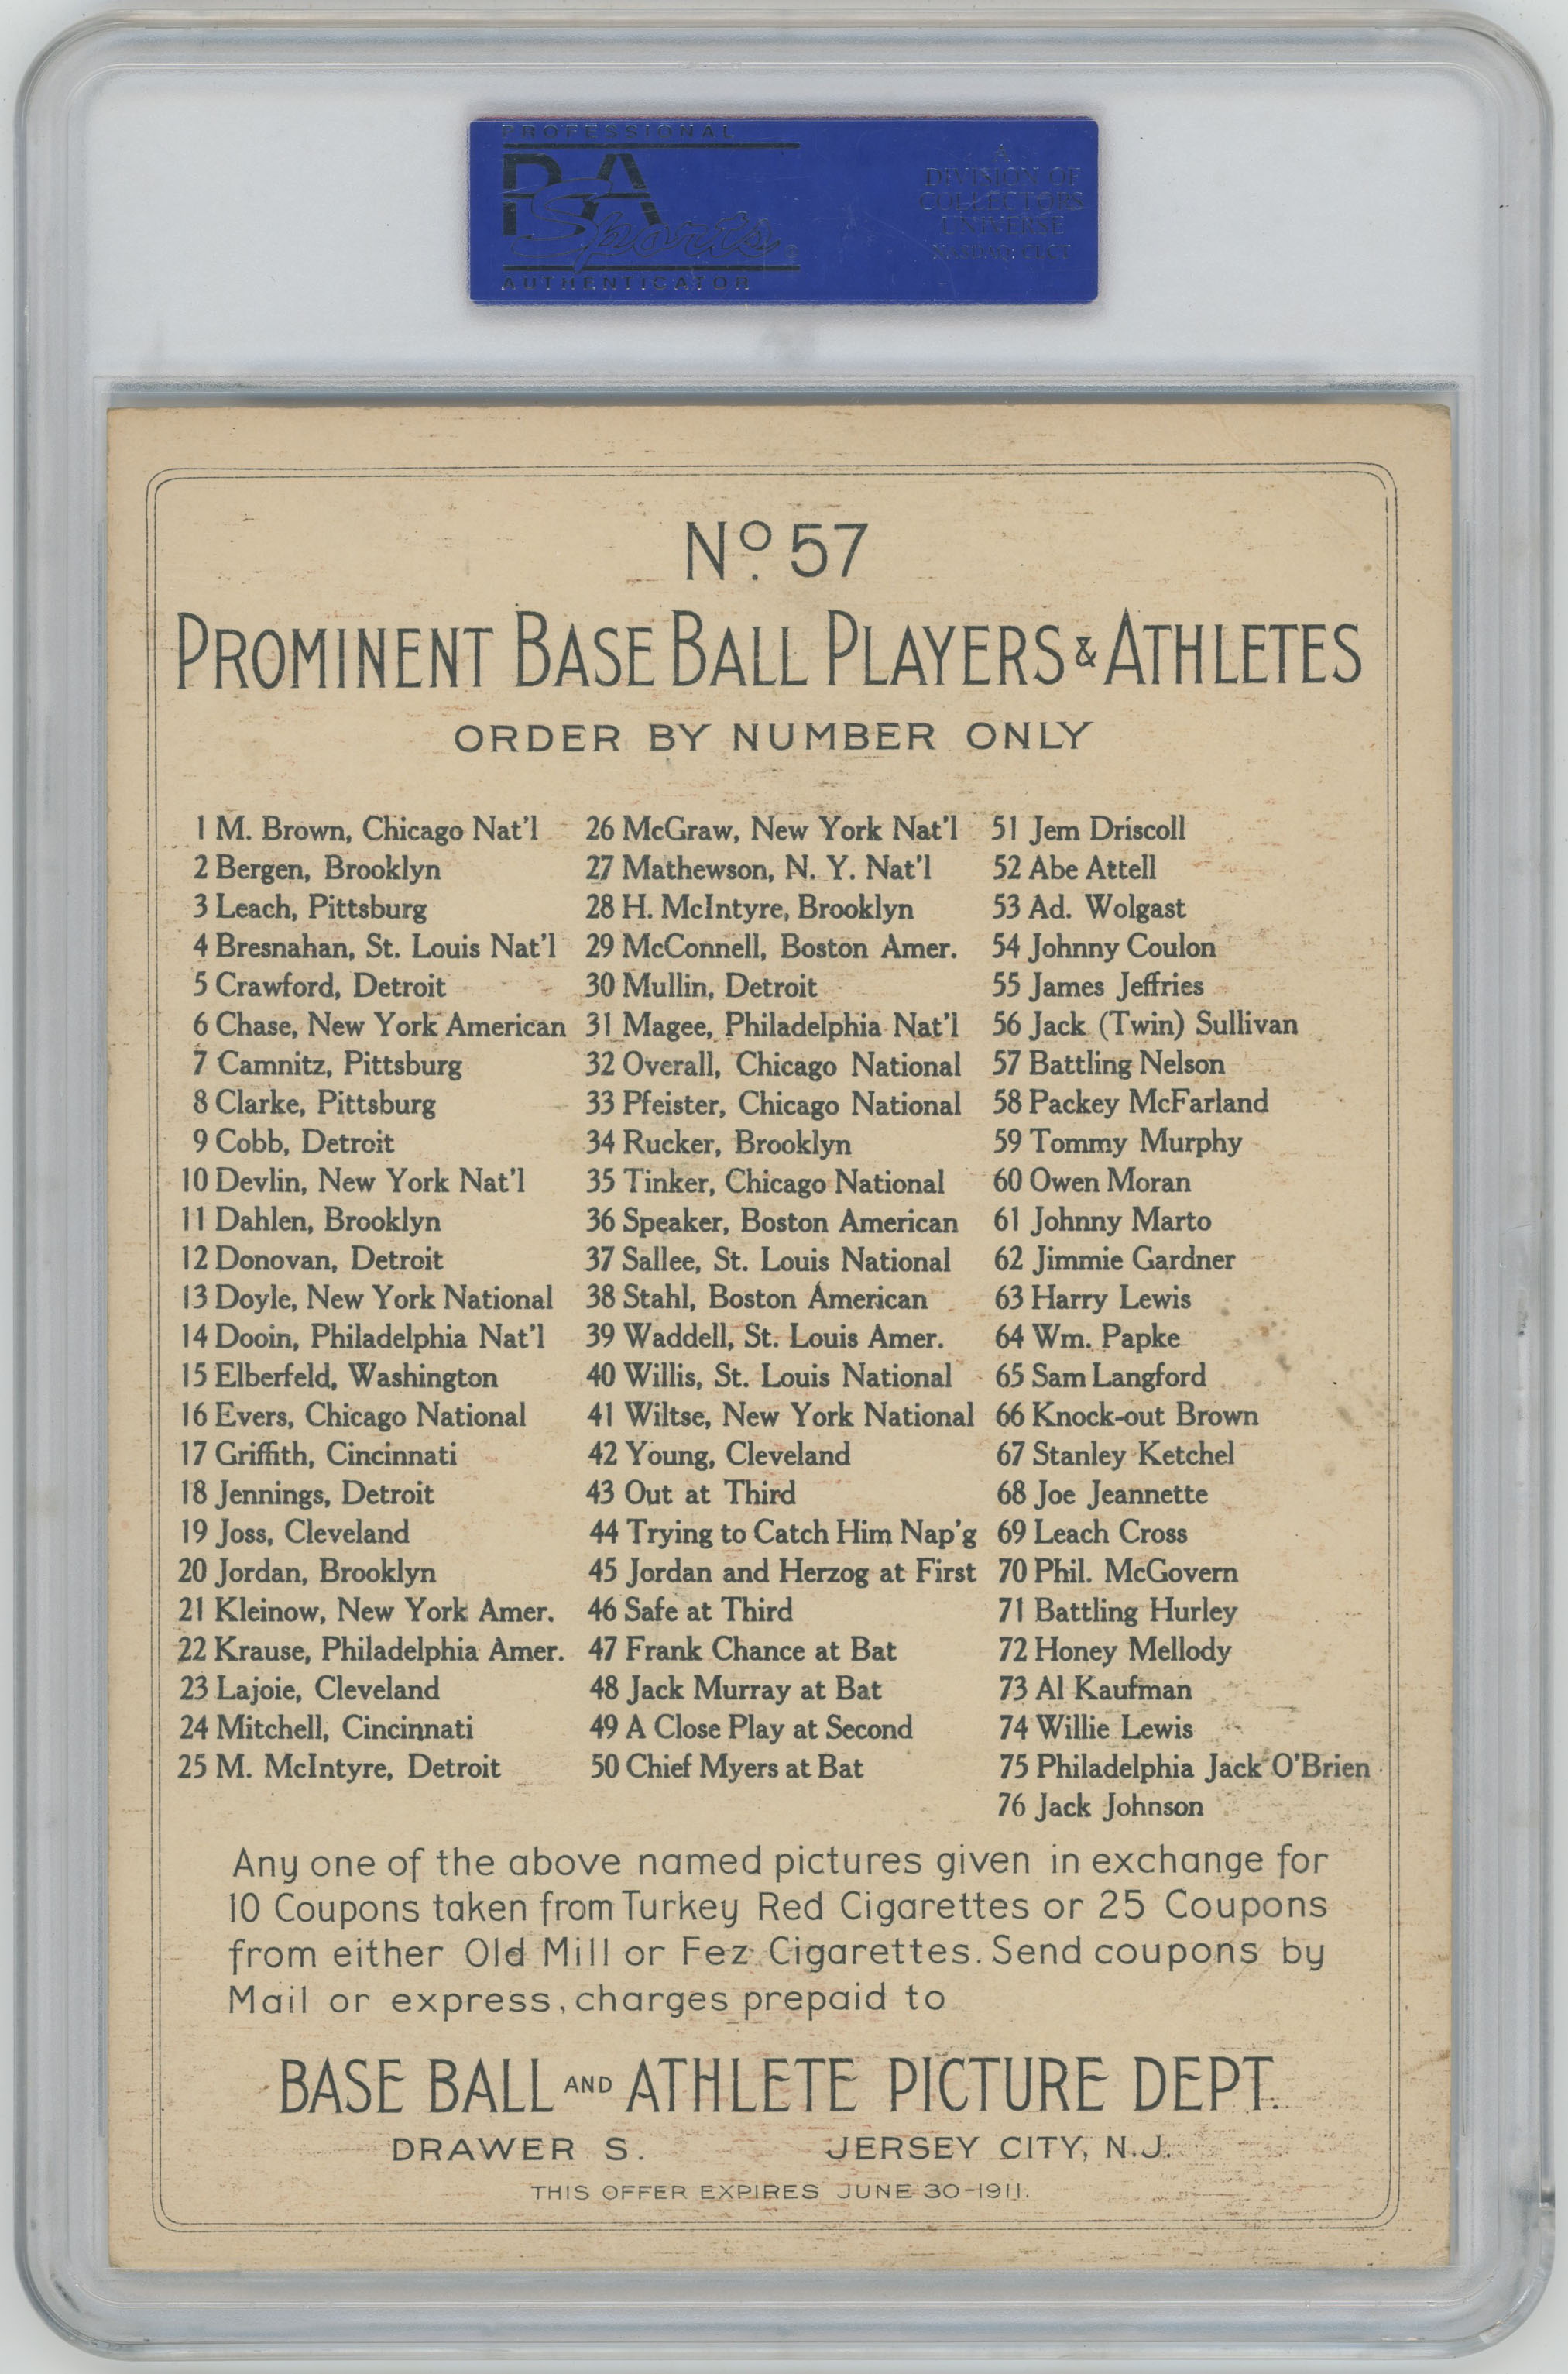 PROFESSIONAL
PSA
Sports
AUTHENTICATOR
A
DIVISION OF
COLLECTORS
UNIVERSE
NASDAQ: CLCT
No. 57
PROMINENT BASE BALL PLAYERS & ATHLETES
ORDER BY NUMBER ONLY
1 M. Brown, Chicago Nat'l
2 Bergen, Brooklyn
3 Leach, Pittsburg
4 Bresnahan, St. Louis Nat'l
5 Crawford, Detroit
6 Chase, New York American
7 Camnitz, Pittsburg
8 Clarke, Pittsburg
9 Cobb, Detroit
10 Devlin, New York Nat'l
11 Dahlen, Brooklyn
12 Donovan, Detroit
13 Doyle, New York National
14 Dooin, Philadelphia Nat'l
15 Elberfeld, Washington
16 Evers, Chicago National
17 Griffith, Cincinnati
18 Jennings, Detroit
19 Joss, Cleveland
20 Jordan, Brooklyn
21 Kleinow, New York Amer.
22 Krause, Philadelphia Amer.
23 Lajoie, Cleveland
24 Mitchell, Cincinnati
25 M. McIntyre, Detroit
26 McGraw, New York Nat'l
27 Mathewson, N. Y. Nat'l
28 H. McIntyre, Brooklyn
29 McConnell, Boston Amer.
30 Mullin, Detroit
31 Magee, Philadelphia Nat'l
32 Overall, Chicago National
33 Pfeister, Chicago National
34 Rucker, Brooklyn
35 Tinker, Chicago National
36 Speaker, Boston American
37 Sallee, St. Louis National
38 Stahl, Boston American
39 Waddell, St. Louis Amer.
40 Willis, St. Louis National
41 Wiltse, New York National
42 Young, Cleveland
43 Out at Third
44 Trying to Catch Him Nap'g
45 Jordan and Herzog at First
46 Safe at Third
47 Frank Chance at Bat
48 Jack Murray at Bat
49 A Close Play at Second
50 Chief Myers at Bat
51 Jem Driscoll
52 Abe Attell
53 Ad. Wolgast
54 Johnny Coulon
55 James Jeffries
56 Jack (Twin) Sullivan
57 Battling Nelson
58 Packey McFarland
59 Tommy Murphy
60 Owen Moran
61 Johnny Marto
62 Jimmie Gardner
63 Harry Lewis
64 Wm. Papke
65 Sam Langford
66 Knock-out Brown
67 Stanley Ketchel
68 Joe Jeannette
69 Leach Cross
70 Phil. McGovern
71 Battling Hurley
72 Honey Mellody
73 Al Kaufman
74 Willie Lewis
75 Philadelphia Jack O'Brien
76 Jack Johnson
Any one of the above named pictures given in exchange for
10 Coupons taken from Turkey Red Cigarettes or 25 Coupons
from either Old Mill or Fez Cigarettes. Send coupons by
Mail or express, charges prepaid to
BASE BALL AND ATHLETE PICTURE DEPT.
DRAWER S. JERSEY CITY, N.J.
THIS OFFER EXPIRES JUNE 30-1911.